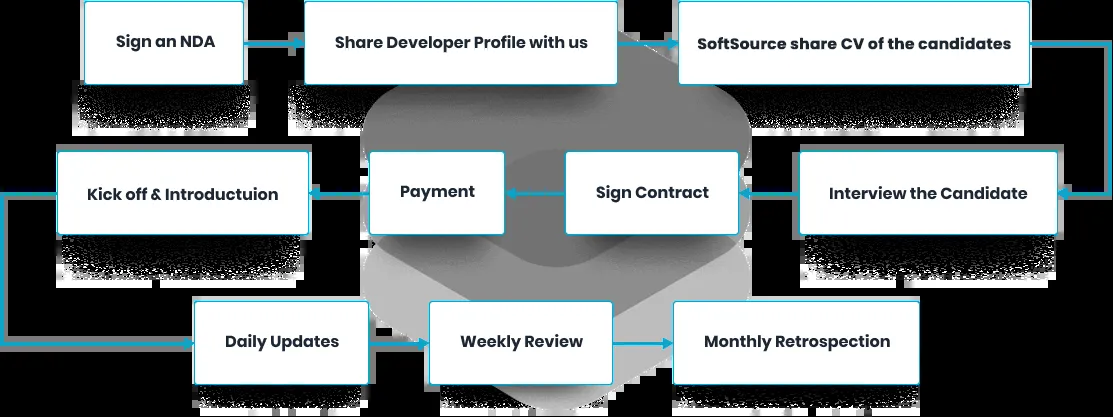 Sign an NDA
Share Developer Profile with us
SoftSource share CV of the candidates
Interview the Candidate
Sign Contract
Payment
Kick off & Introductuion
Daily Updates
Weekly Review
Monthly Retrospection